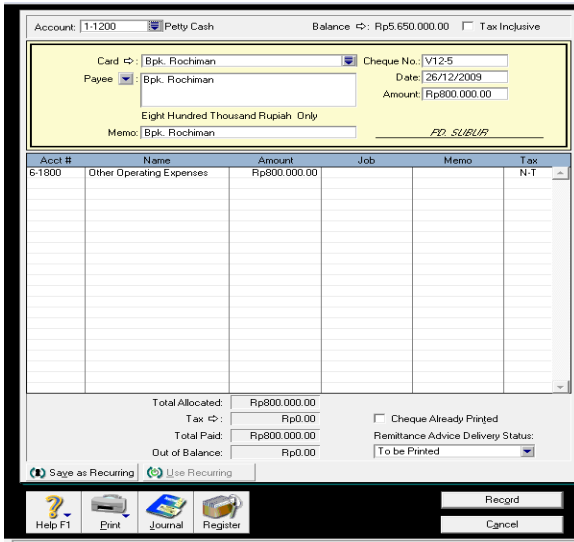 Account: 1-1200 Petty Cash Balance ⇨: Rp5.650.000.00 Tax Inclusive
Card ⇨: Bpk. Rochiman Cheque No.: V12-5
Payee : Bpk. Rochiman Date: 26/12/2009
Amount: Rp800.000.00
Eight Hundred Thousand Rupiah Only
Memo: Bpk. Rochiman PD. SUBUR
Acct # Name Amount Job Memo Tax
6-1800 Other Operating Expenses Rp800.000.00 N-T
Total Allocated: Rp800.000.00
Tax ⇨: Rp0.00 Cheque Already Printed
Total Paid: Rp800.000.00 Remittance Advice Delivery Status:
Out of Balance: Rp0.00 To be Printed
Save as Recurring Use Recurring
Record
Help F1 Print Journal Register Cancel